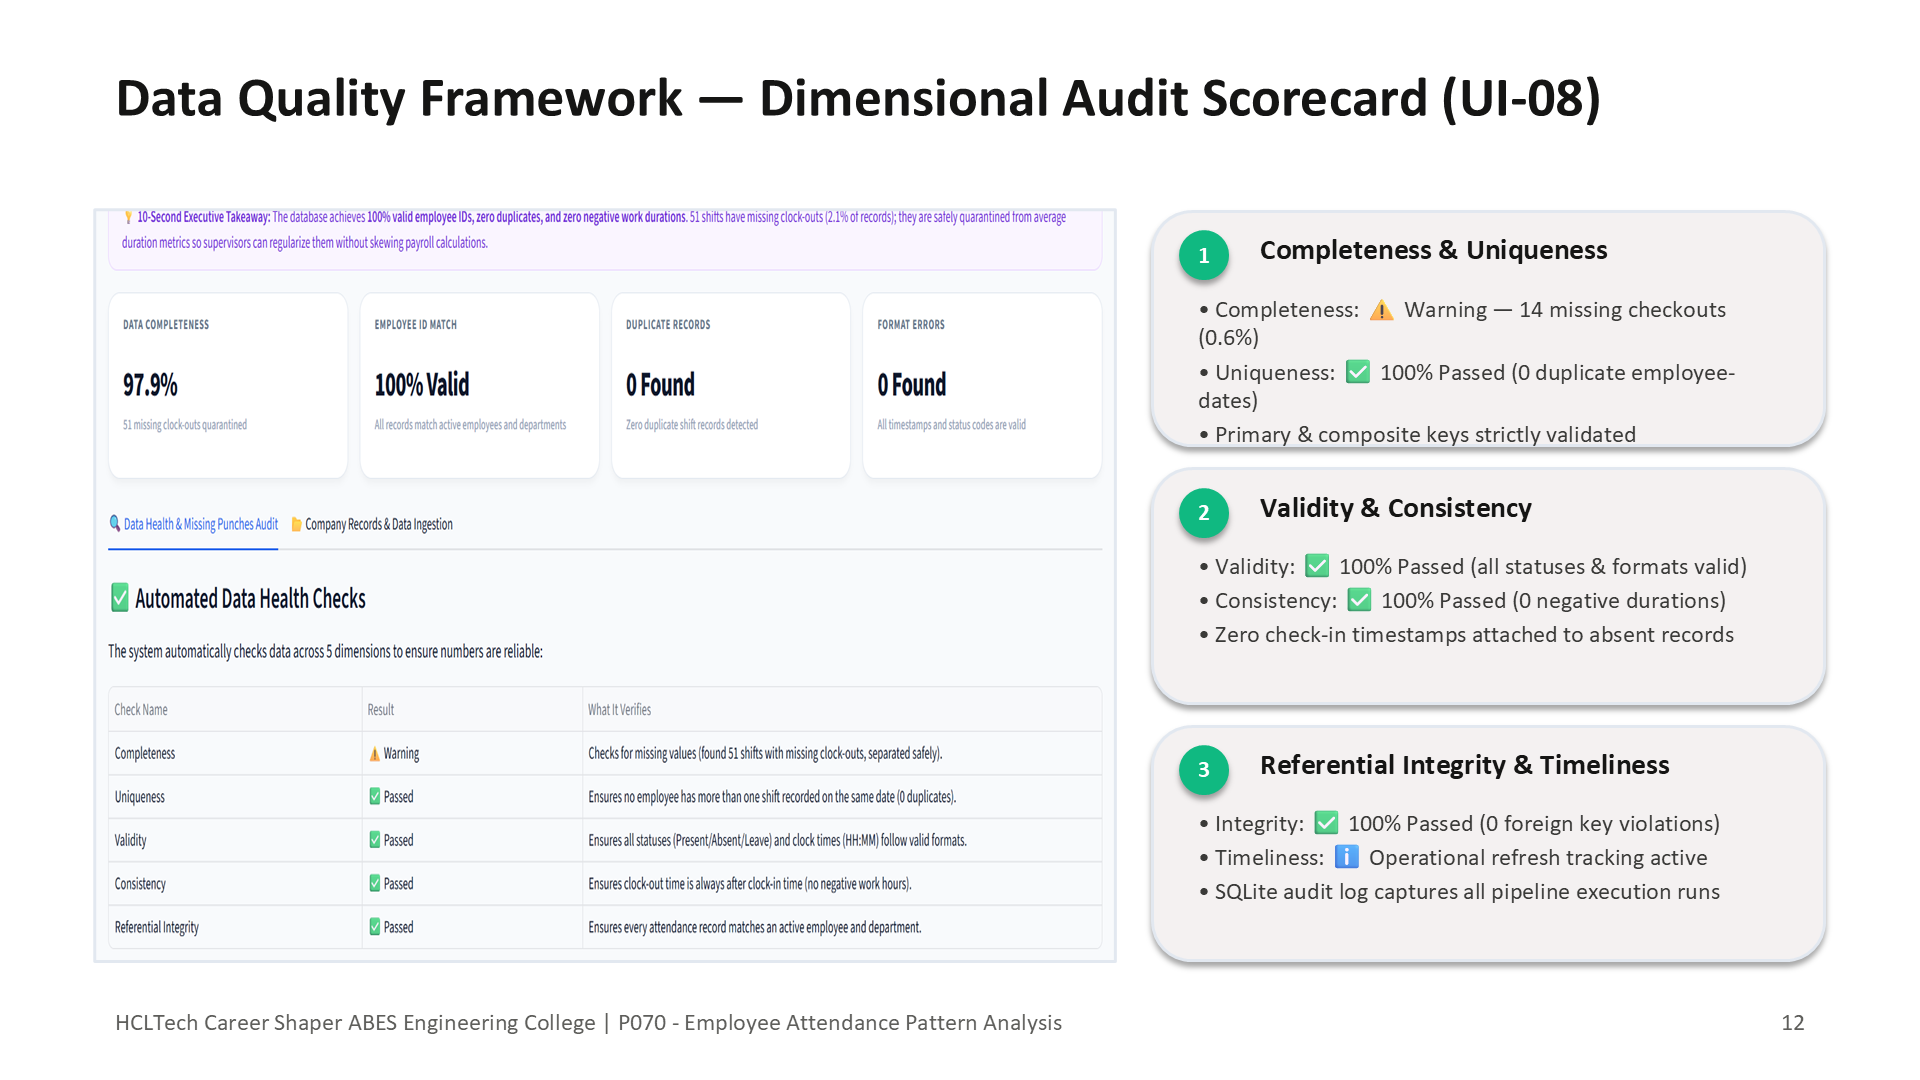 Data Quality Framework — Dimensional Audit Scorecard (UI-08)
💡 10-Second Executive Takeaway: The database achieves 100% valid employee IDs, zero duplicates, and zero negative work durations. 51 shifts have missing clock-outs (2.1% of records); they are safely quarantined from average
duration metrics so supervisors can regularize them without skewing payroll calculations.
DATA COMPLETENESS
97.9%
51 missing clock-outs quarantined
EMPLOYEE ID MATCH
100% Valid
All records match active employees and departments
DUPLICATE RECORDS
0 Found
Zero duplicate shift records detected
FORMAT ERRORS
0 Found
All timestamps and status codes are valid
🔍 Data Health & Missing Punches Audit
📁 Company Records & Data Ingestion
✅ Automated Data Health Checks
The system automatically checks data across 5 dimensions to ensure numbers are reliable:
Check Name Result What It Verifies
Completeness ⚠️ Warning Checks for missing values (found 51 shifts with missing clock-outs, separated safely).
Uniqueness ✅ Passed Ensures no employee has more than one shift recorded on the same date (0 duplicates).
Validity ✅ Passed Ensures all statuses (Present/Absent/Leave) and clock times (HH:MM) follow valid formats.
Consistency ✅ Passed Ensures clock-out time is always after clock-in time (no negative work hours).
Referential Integrity ✅ Passed Ensures every attendance record matches an active employee and department.
1 Completeness & Uniqueness
• Completeness: ⚠️ Warning — 14 missing checkouts
(0.6%)
• Uniqueness: ✅ 100% Passed (0 duplicate employee-
dates)
• Primary & composite keys strictly validated
2 Validity & Consistency
• Validity: ✅ 100% Passed (all statuses & formats valid)
• Consistency: ✅ 100% Passed (0 negative durations)
• Zero check-in timestamps attached to absent records
3 Referential Integrity & Timeliness
• Integrity: ✅ 100% Passed (0 foreign key violations)
• Timeliness: ℹ️ Operational refresh tracking active
• SQLite audit log captures all pipeline execution runs
HCLTech Career Shaper ABES Engineering College | P070 - Employee Attendance Pattern Analysis
12